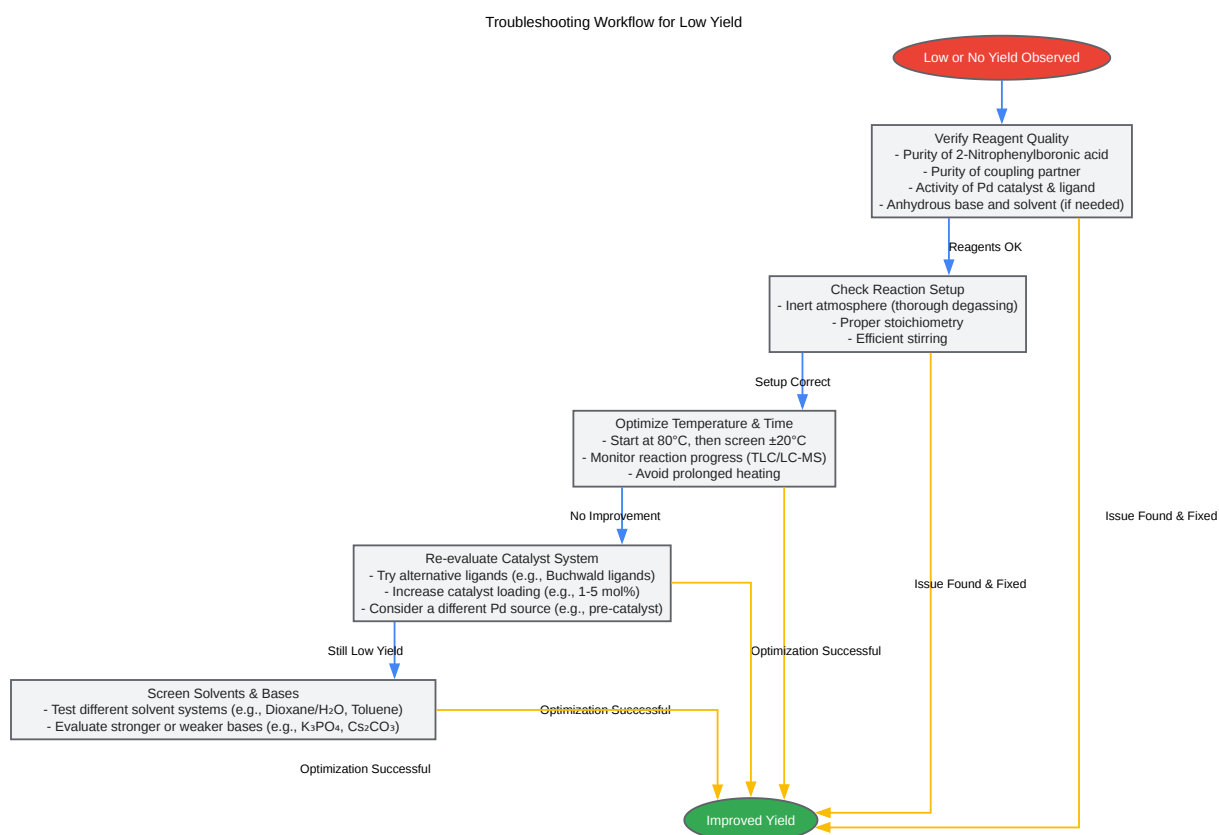 Troubleshooting Workflow for Low Yield
Low or No Yield Observed
Verify Reagent Quality
- Purity of 2-Nitrophenylboronic acid
- Purity of coupling partner
- Activity of Pd catalyst & ligand
- Anhydrous base and solvent (if needed)
Reagents OK
Check Reaction Setup
- Inert atmosphere (thorough degassing)
- Proper stoichiometry
- Efficient stirring
Setup Correct
Optimize Temperature & Time
- Start at 80°C, then screen ±20°C
- Monitor reaction progress (TLC/LC-MS)
- Avoid prolonged heating
No Improvement
Issue Found & Fixed
Re-evaluate Catalyst System
- Try alternative ligands (e.g., Buchwald ligands)
- Increase catalyst loading (e.g., 1-5 mol%)
- Consider a different Pd source (e.g., pre-catalyst)
Issue Found & Fixed
Still Low Yield
Optimization Successful
Screen Solvents & Bases
- Test different solvent systems (e.g., Dioxane/H₂O, Toluene)
- Evaluate stronger or weaker bases (e.g., K₃PO₄, Cs₂CO₃)
Optimization Successful
Optimization Successful
Improved Yield